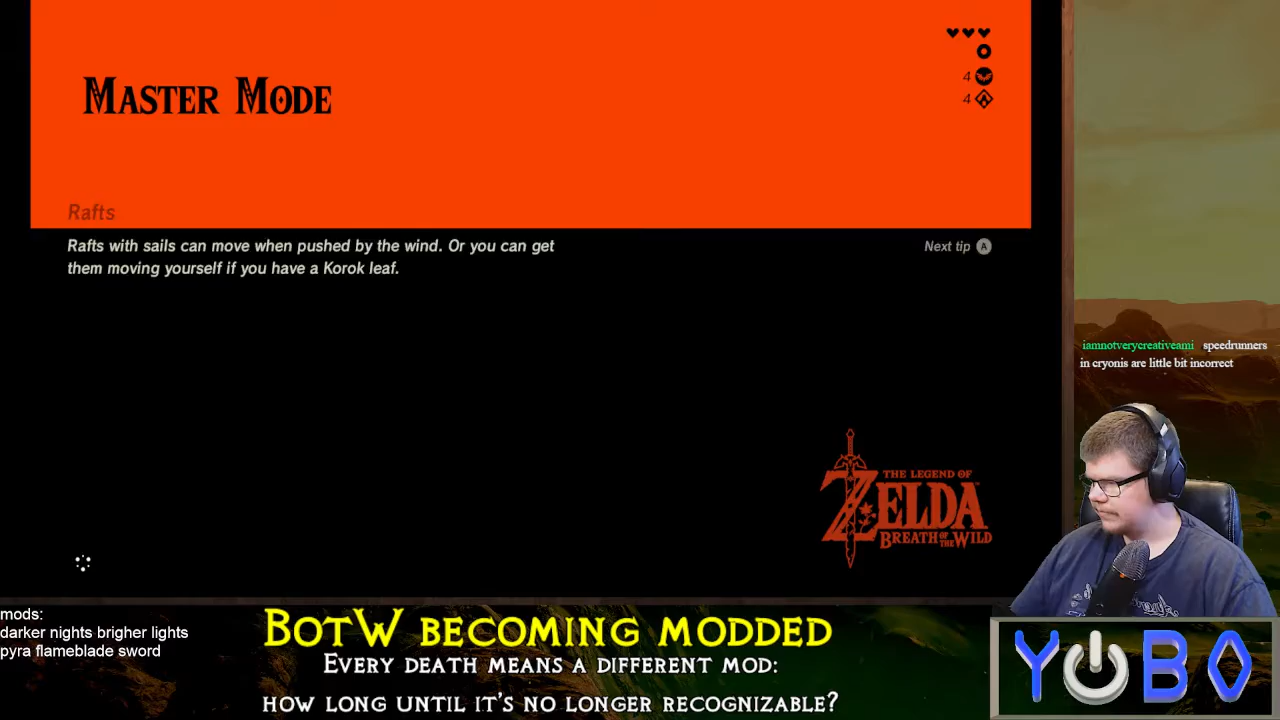 MASTER MODE
4
4
Rafts
Rafts with sails can move when pushed by the wind. Or you can get
them moving yourself if you have a Korok leaf.
Next tip A
iamnotverycreativeami speedrunners
in cryonis are little bit incorrect
THE LEGEND OF
ZELDA
BREATH OF THE WILD
mods:
darker nights brigher lights
pyra flameblade sword
BOTW BECOMING MODDED
EVERY DEATH MEANS A DIFFERENT MOD:
HOW LONG UNTIL IT'S NO LONGER RECOGNIZABLE?
YOBO